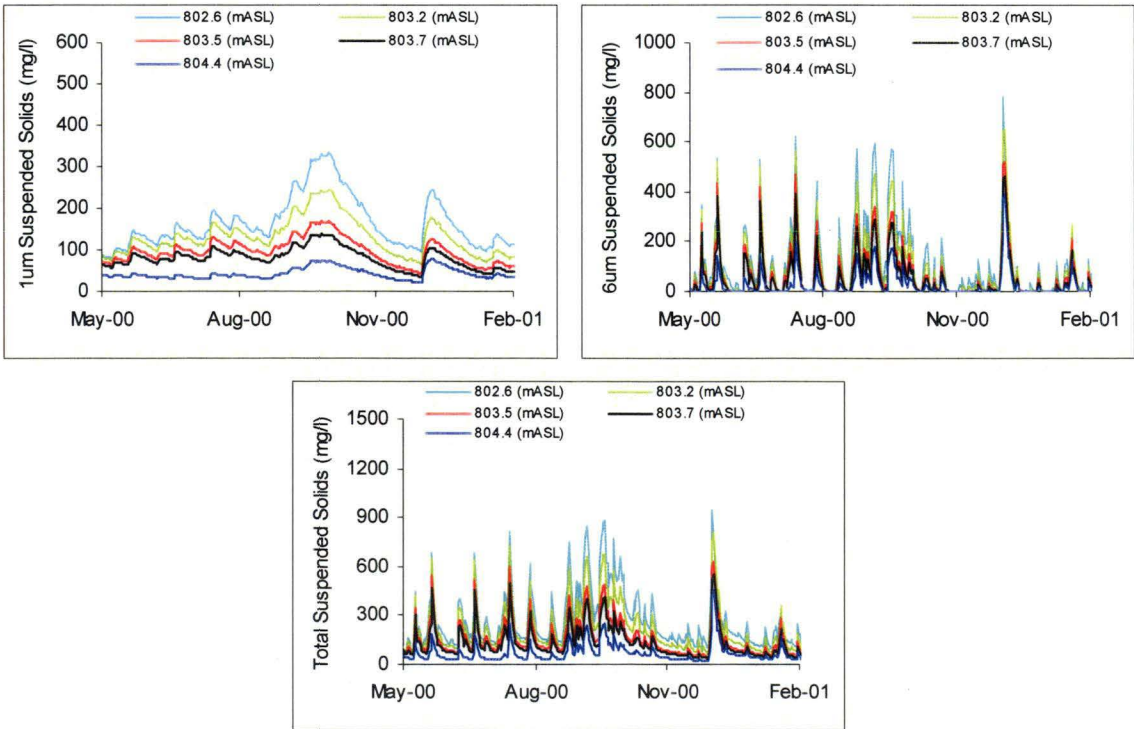 802.6 (mASL) 803.2 (mASL)
803.5 (mASL) 803.7 (mASL)
804.4 (mASL)
1um Suspended Solids (mg/l)
600
500
400
300
200
100
0
May-00 Aug-00 Nov-00 Feb-01
802.6 (mASL) 803.2 (mASL)
803.5 (mASL) 803.7 (mASL)
804.4 (mASL)
6um Suspended Solids (mg/l)
1000
800
600
400
200
0
May-00 Aug-00 Nov-00 Feb-01
802.6 (mASL) 803.2 (mASL)
803.5 (mASL) 803.7 (mASL)
804.4 (mASL)
Total Suspended Solids (mg/l)
1500
1200
900
600
300
0
May-00 Aug-00 Nov-00 Feb-01